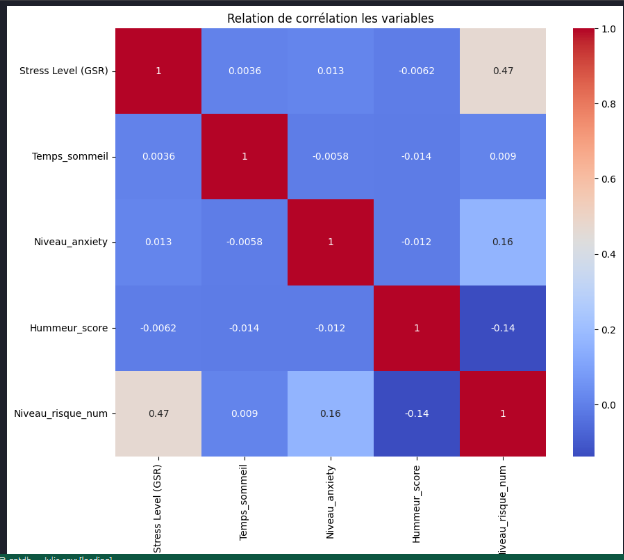 Relation de corrélation les variables
1.0
Stress Level (GSR) 1 0.0036 0.013 -0.0062 0.47
0.8
Temps_sommeil 0.0036 1 -0.0058 -0.014 0.009
0.6
Niveau_anxiety 0.013 -0.0058 1 -0.012 0.16
0.4
0.2
Hummeur_score -0.0062 -0.014 -0.012 1 -0.14
0.0
Niveau_risque_num 0.47 0.009 0.16 -0.14 1
Stress Level (GSR)
Temps_sommeil
Niveau_anxiety
Hummeur_score
iveau_risque_num